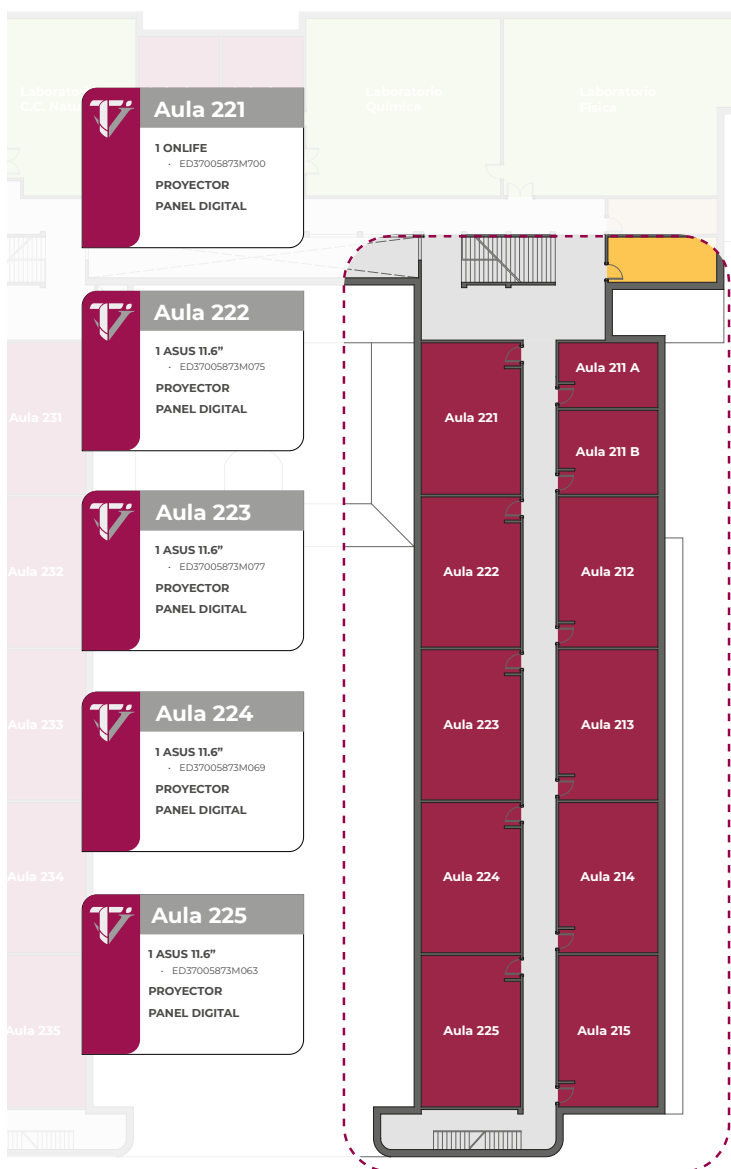 Laboratorio
C.C. Natu
Laboratorio
Química
Laboratorio
Física
Aula 221
1 ONLIFE
· ED37005873M700
PROYECTOR
PANEL DIGITAL
Aula 222
1 ASUS 11.6”
· ED37005873M075
PROYECTOR
PANEL DIGITAL
Aula 223
1 ASUS 11.6”
· ED37005873M077
PROYECTOR
PANEL DIGITAL
Aula 224
1 ASUS 11.6”
· ED37005873M069
PROYECTOR
PANEL DIGITAL
Aula 225
1 ASUS 11.6”
· ED37005873M063
PROYECTOR
PANEL DIGITAL
Aula 231
Aula 232
Aula 233
Aula 234
Aula 235
Aula 221
Aula 222
Aula 223
Aula 224
Aula 225
Aula 211 A
Aula 211 B
Aula 212
Aula 213
Aula 214
Aula 215